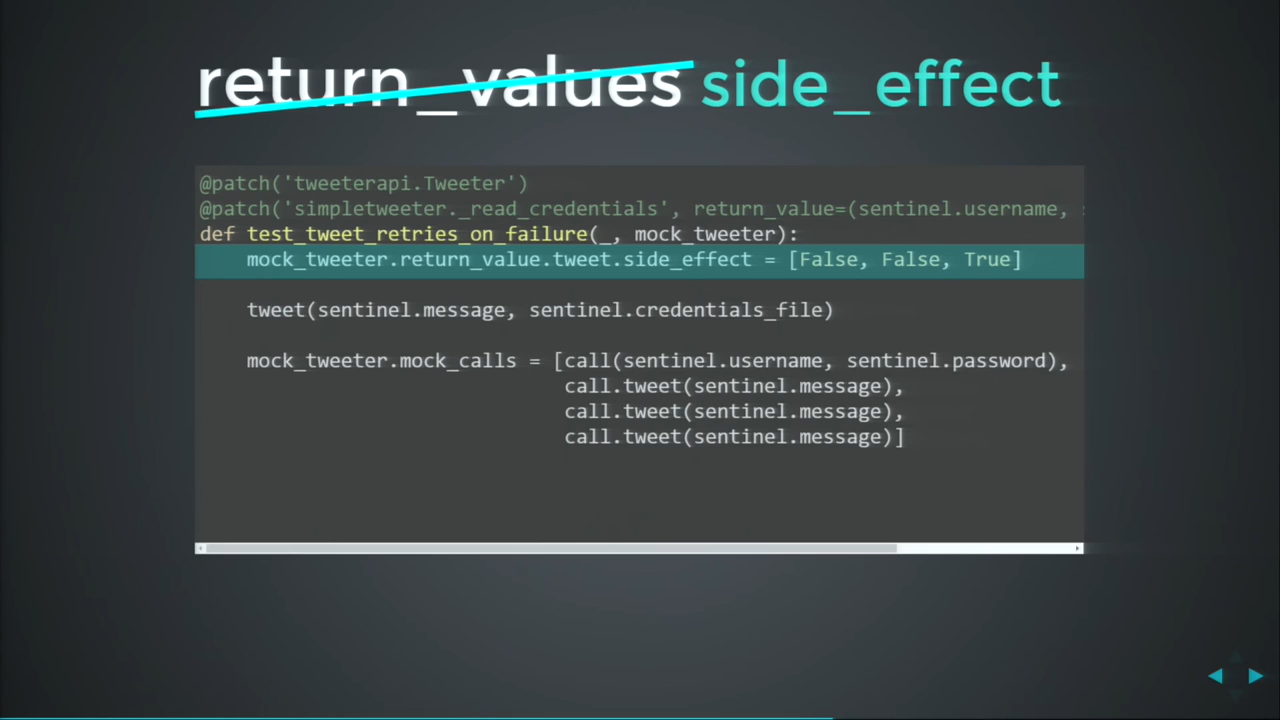 return_values side_effect
@patch('tweeterapi.Tweeter')
@patch('simpletweeter._read_credentials', return_value=(sentinel.username,
def test_tweet_retries_on_failure(_, mock_tweeter):
mock_tweeter.return_value.tweet.side_effect = [False, False, True]
tweet(sentinel.message, sentinel.credentials_file)
mock_tweeter.mock_calls = [call(sentinel.username, sentinel.password),
call.tweet(sentinel.message),
call.tweet(sentinel.message),
call.tweet(sentinel.message)]